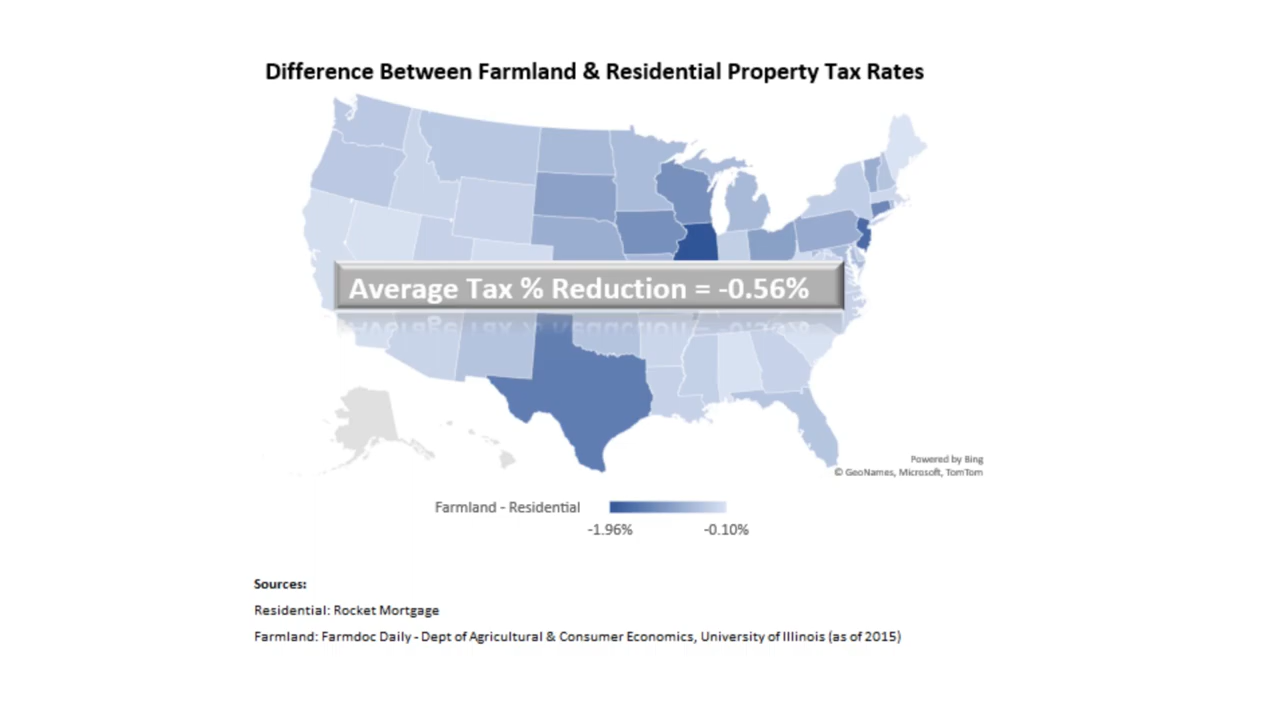 Difference Between Farmland & Residential Property Tax Rates
Average Tax % Reduction = -0.56%
Powered by Bing
© GeoNames, Microsoft, TomTom
Farmland - Residential
-1.96%
-0.10%
Sources:
Residential: Rocket Mortgage
Farmland: Farmdoc Daily - Dept of Agricultural & Consumer Economics, University of Illinois (as of 2015)